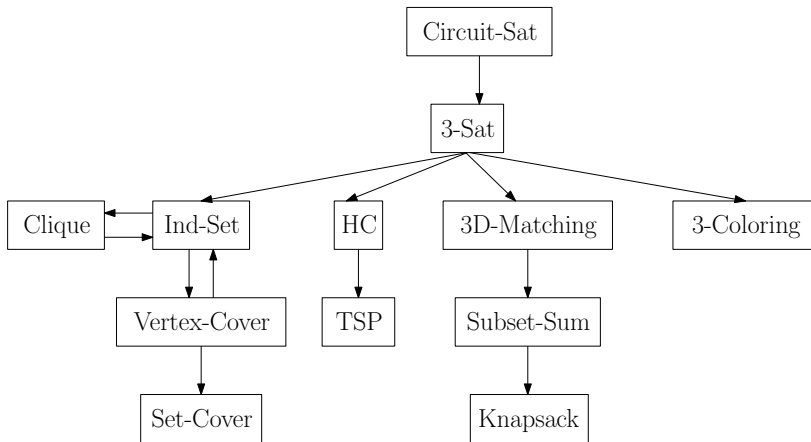 Circuit-Sat
3-Sat
Clique
Ind-Set
HC
3D-Matching
3-Coloring
Vertex-Cover
TSP
Subset-Sum
Set-Cover
Knapsack